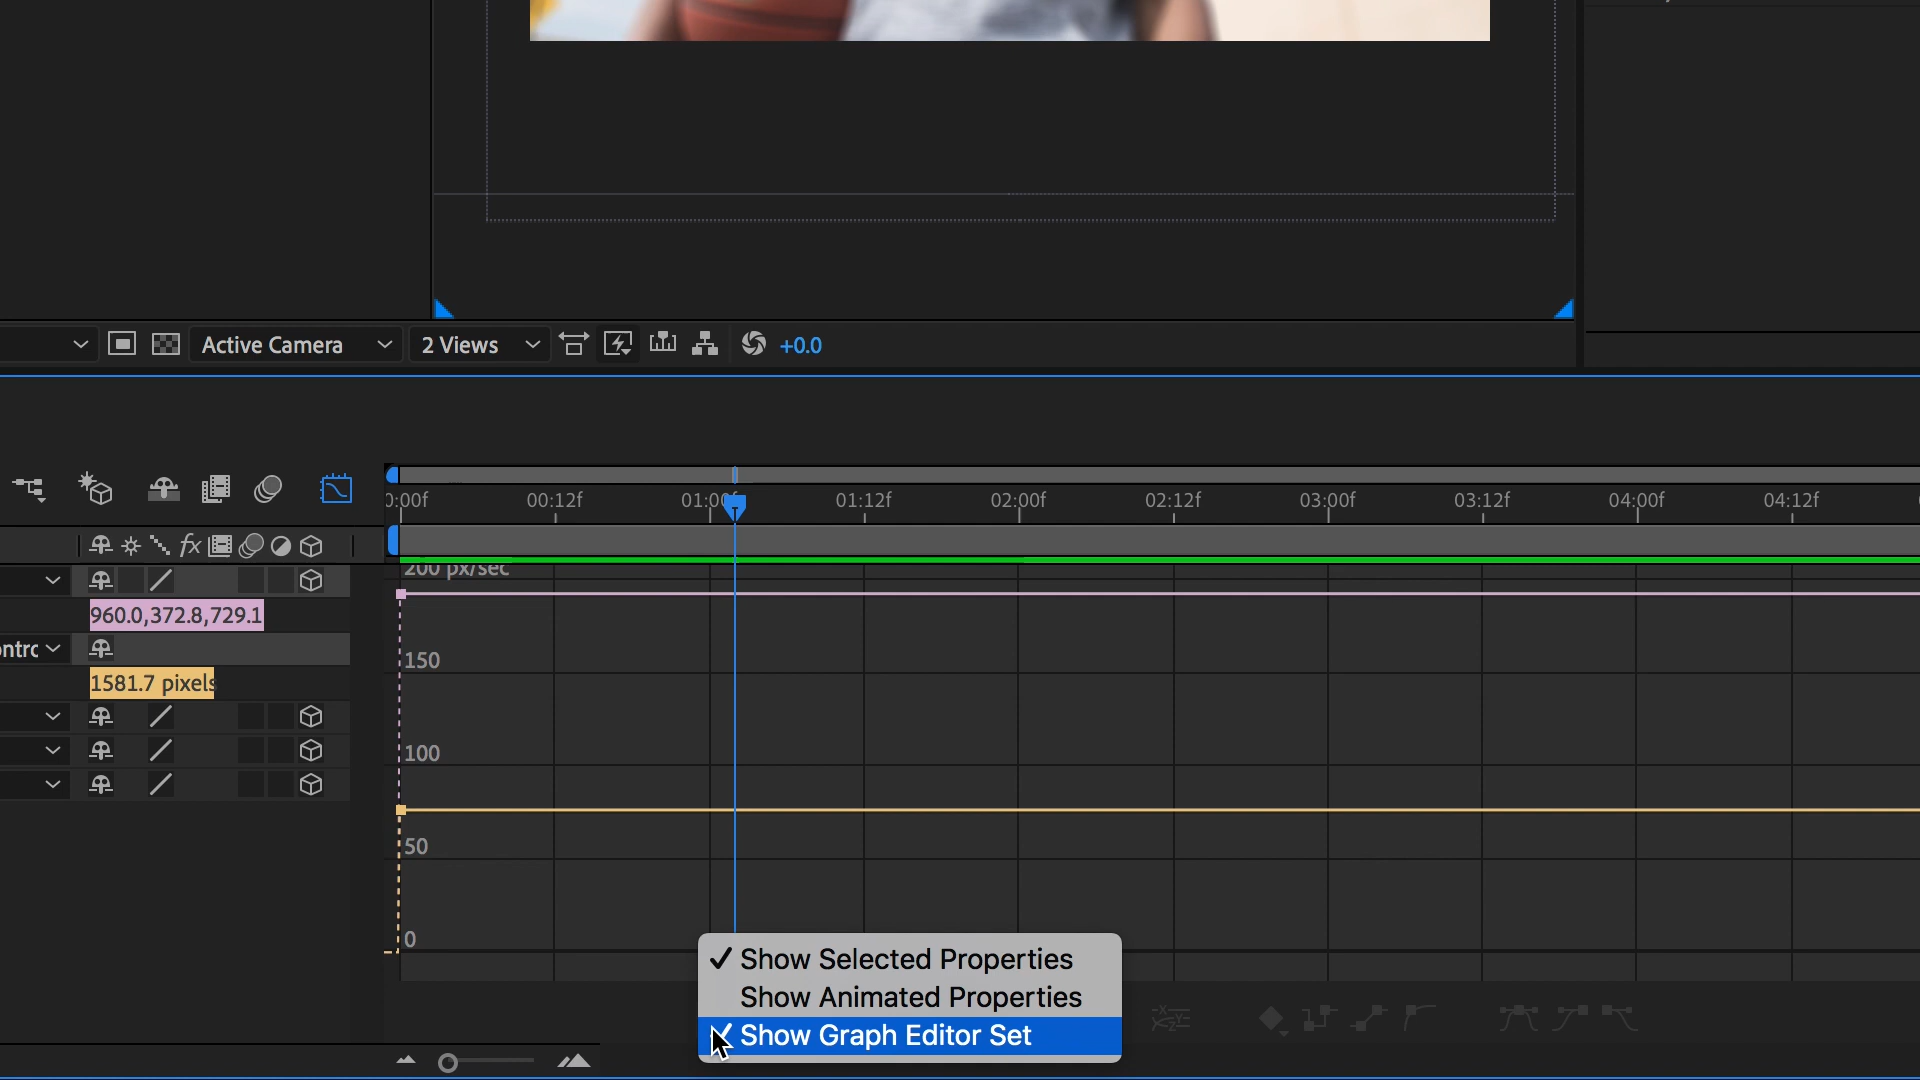 Active Camera
2 Views
+0.0
0:00f
00:12f
01:00f
01:12f
02:00f
02:12f
03:00f
03:12f
04:00f
04:12f
fx
200 px/sec
960.0,372.8,729.1
150
ontrc
1581.7 pixels
100
50
0
Show Selected Properties
Show Animated Properties
Show Graph Editor Set